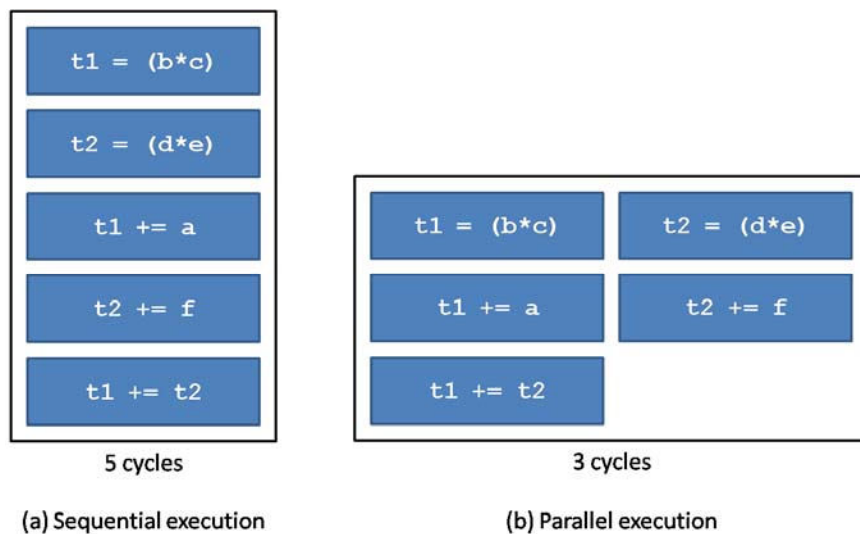 t1 = (b*c)
t2 = (d*e)
t1 += a
t2 += f
t1 += t2
5 cycles
(a) Sequential execution
t1 = (b*c)
t2 = (d*e)
t1 += a
t2 += f
t1 += t2
3 cycles
(b) Parallel execution